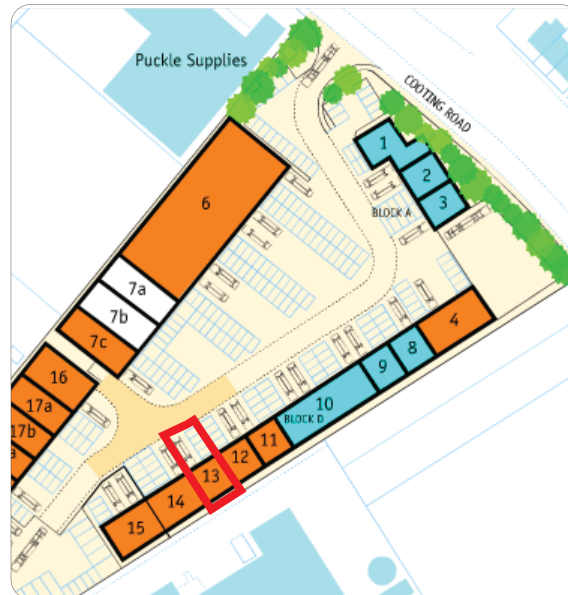 Puckle Supplies
COOTING ROAD
1
2
3
BLOCK A
6
7a
7b
7c
4
8
9
10
BLOCK D
11
12
13
14
15
16
17a
17b
a